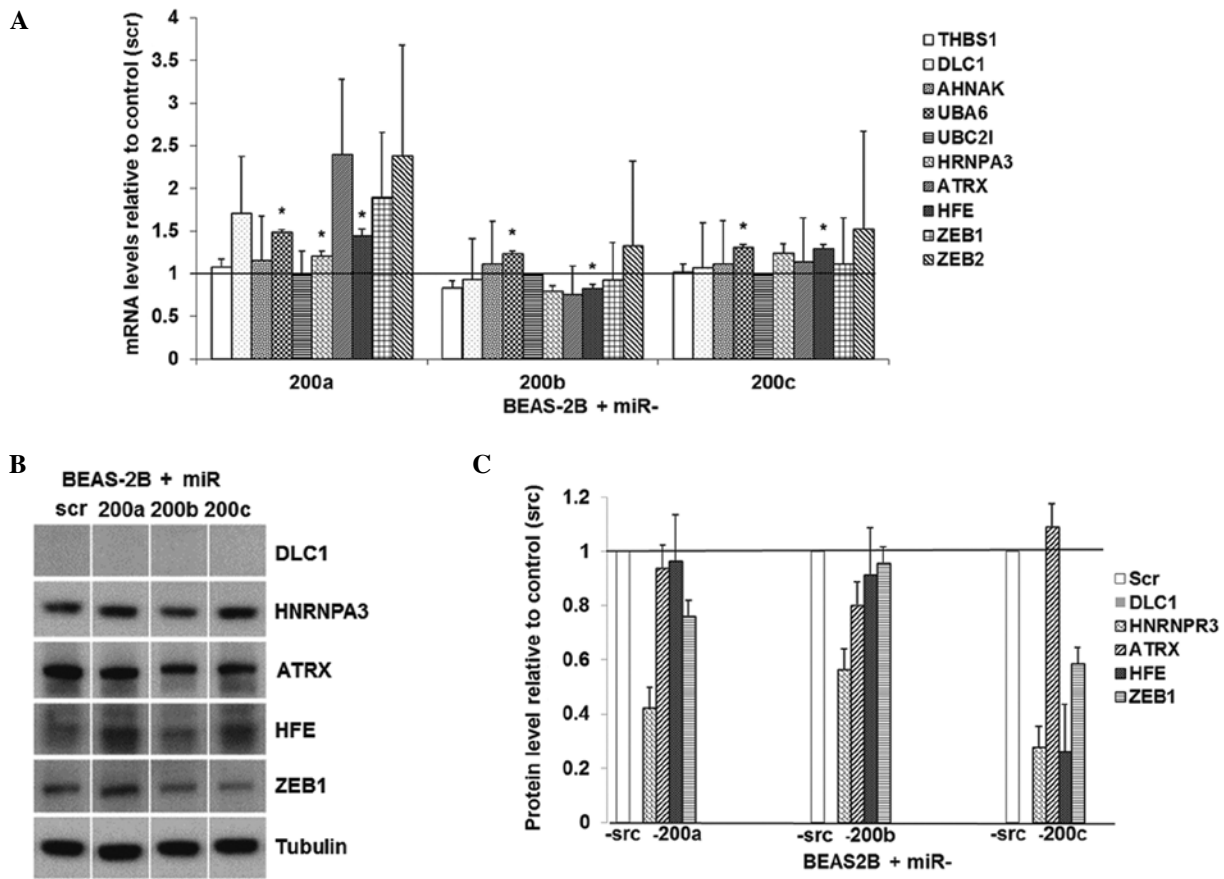 A
mRNA levels relative to control (scr)
4
3.5
3
2.5
2
1.5
1
0.5
0
* * *
* *
* *
200a 200b 200c
BEAS-2B + miR-
THBS1
DLC1
AHNAK
UBA6
UBC2I
HRNPA3
ATRX
HFE
ZEB1
ZEB2
B
BEAS-2B + miR
scr 200a 200b 200c
DLC1
HNRNPA3
ATRX
HFE
ZEB1
Tubulin
C
Protein level relative to control (src)
1.2
1
0.8
0.6
0.4
0.2
0
-src -200a -src -200b -src -200c
BEAS2B + miR-
Scr
DLC1
HNRNPR3
ATRX
HFE
ZEB1